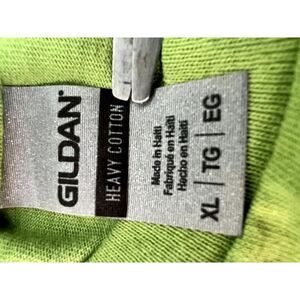 GILDAN®
HEAVY COTTON
Made in Haiti
Fabriqué en Haïti
Hecho en Haití
XL | TG | EG